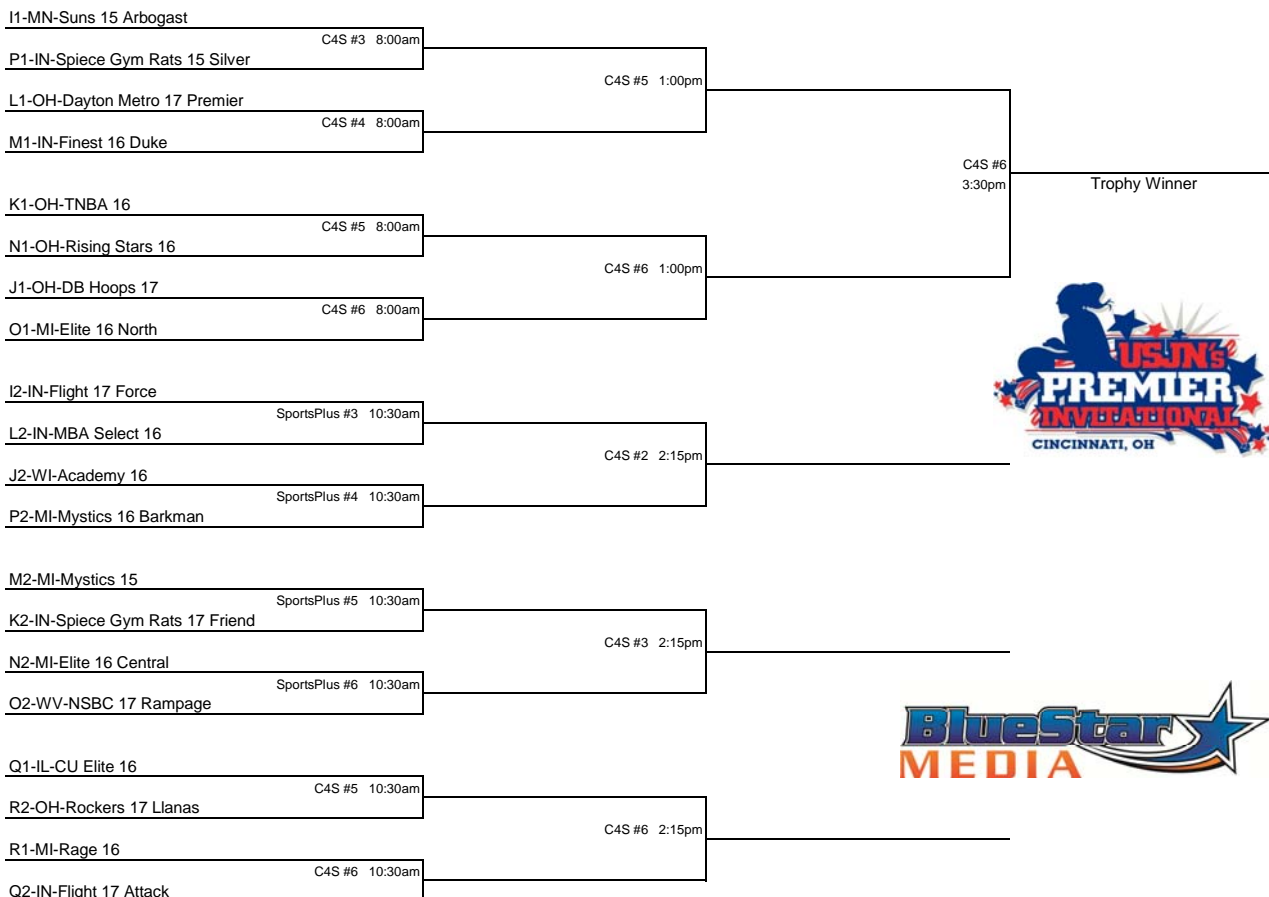 I1-MN-Suns 15 Arbogast
C4S #3 8:00am
P1-IN-Spiece Gym Rats 15 Silver
C4S #5 1:00pm
L1-OH-Dayton Metro 17 Premier
C4S #4 8:00am
M1-IN-Finest 16 Duke
C4S #6
3:30pm
Trophy Winner
K1-OH-TNBA 16
C4S #5 8:00am
N1-OH-Rising Stars 16
C4S #6 1:00pm
J1-OH-DB Hoops 17
C4S #6 8:00am
O1-MI-Elite 16 North
USJN's
PREMIER
INVITATIONAL
CINCINNATI, OH
I2-IN-Flight 17 Force
SportsPlus #3 10:30am
L2-IN-MBA Select 16
C4S #2 2:15pm
J2-WI-Academy 16
SportsPlus #4 10:30am
P2-MI-Mystics 16 Barkman
M2-MI-Mystics 15
SportsPlus #5 10:30am
K2-IN-Spiece Gym Rats 17 Friend
C4S #3 2:15pm
N2-MI-Elite 16 Central
SportsPlus #6 10:30am
O2-WV-NSBC 17 Rampage
BlueStar
MEDIA
Q1-IL-CU Elite 16
C4S #5 10:30am
R2-OH-Rockers 17 Llanas
C4S #6 2:15pm
R1-MI-Rage 16
C4S #6 10:30am
Q2-IN-Flight 17 Attack